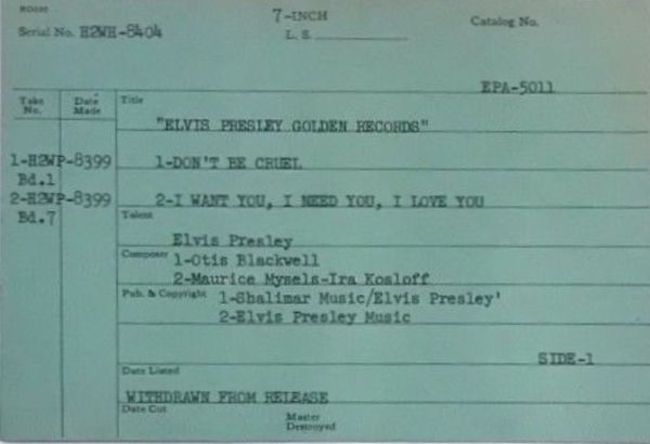 7-INCH
Catalog No.
Serial No. H2WH-8404
L. S.
EPA-5011
Take No.
Date Made
Title
"ELVIS PRESLEY GOLDEN RECORDS"
1-H2WP-8399 1-DON'T BE CRUEL
Bd.1
2-H2WP-8399 2-I WANT YOU, I NEED YOU, I LOVE YOU
Bd.7
Talent
Elvis Presley
Composer 1-Otis Blackwell
2-Maurice Mysels-Ira Kosloff
Pub. & Copyright 1-Shalimar Music/Elvis Presley'
2-Elvis Presley Music
SIDE-1
Date Listed
WITHDRAWN FROM RELEASE
Date Cut
Master Destroyed